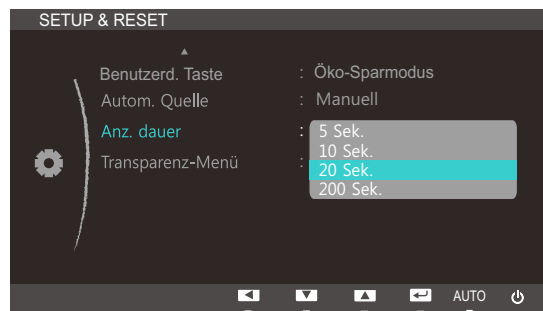 SETUP & RESET
Benutzerd. Taste : Öko-Sparmodus
Autom. Quelle : Manuell
Anz. dauer : 5 Sek.
10 Sek.
Transparenz-Menü : 20 Sek.
200 Sek.
AUTO